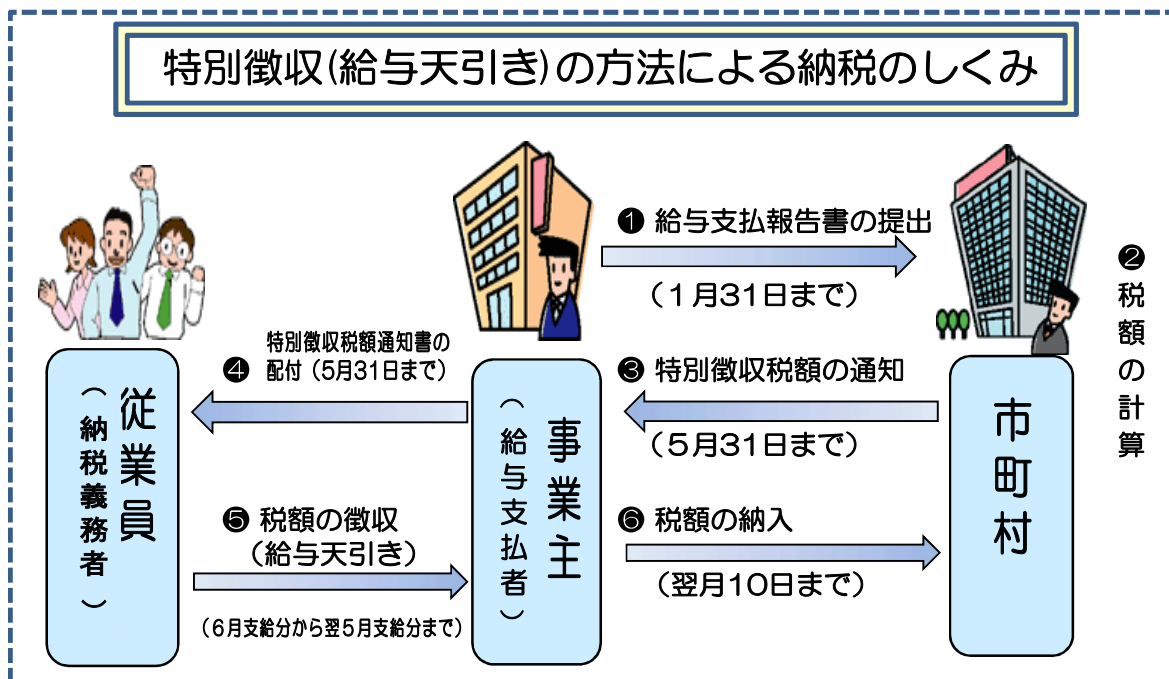 特別徴収(給与天引き)の方法による納税のしくみ
❶ 給与支払報告書の提出
(1月31日まで)
❷税額の計算
❸ 特別徴収税額の通知
(5月31日まで)
❹ 特別徴収税額通知書の
配付(5月31日まで)
❺ 税額の徴収
(給与天引き)
(6月支給分から翌5月支給分まで)
❻ 税額の納入
(翌月10日まで)
従業員
(納税義務者)
事業主
(給与支払者)
市町村